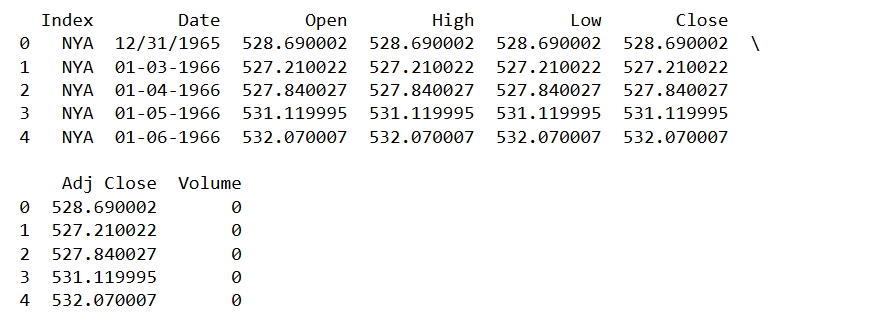 Index Date Open High Low Close
0 NYA 12/31/1965 528.690002 528.690002 528.690002 528.690002 \
1 NYA 01-03-1966 527.210022 527.210022 527.210022 527.210022
2 NYA 01-04-1966 527.840027 527.840027 527.840027 527.840027
3 NYA 01-05-1966 531.119995 531.119995 531.119995 531.119995
4 NYA 01-06-1966 532.070007 532.070007 532.070007 532.070007
Adj Close Volume
0 528.690002 0
1 527.210022 0
2 527.840027 0
3 531.119995 0
4 532.070007 0